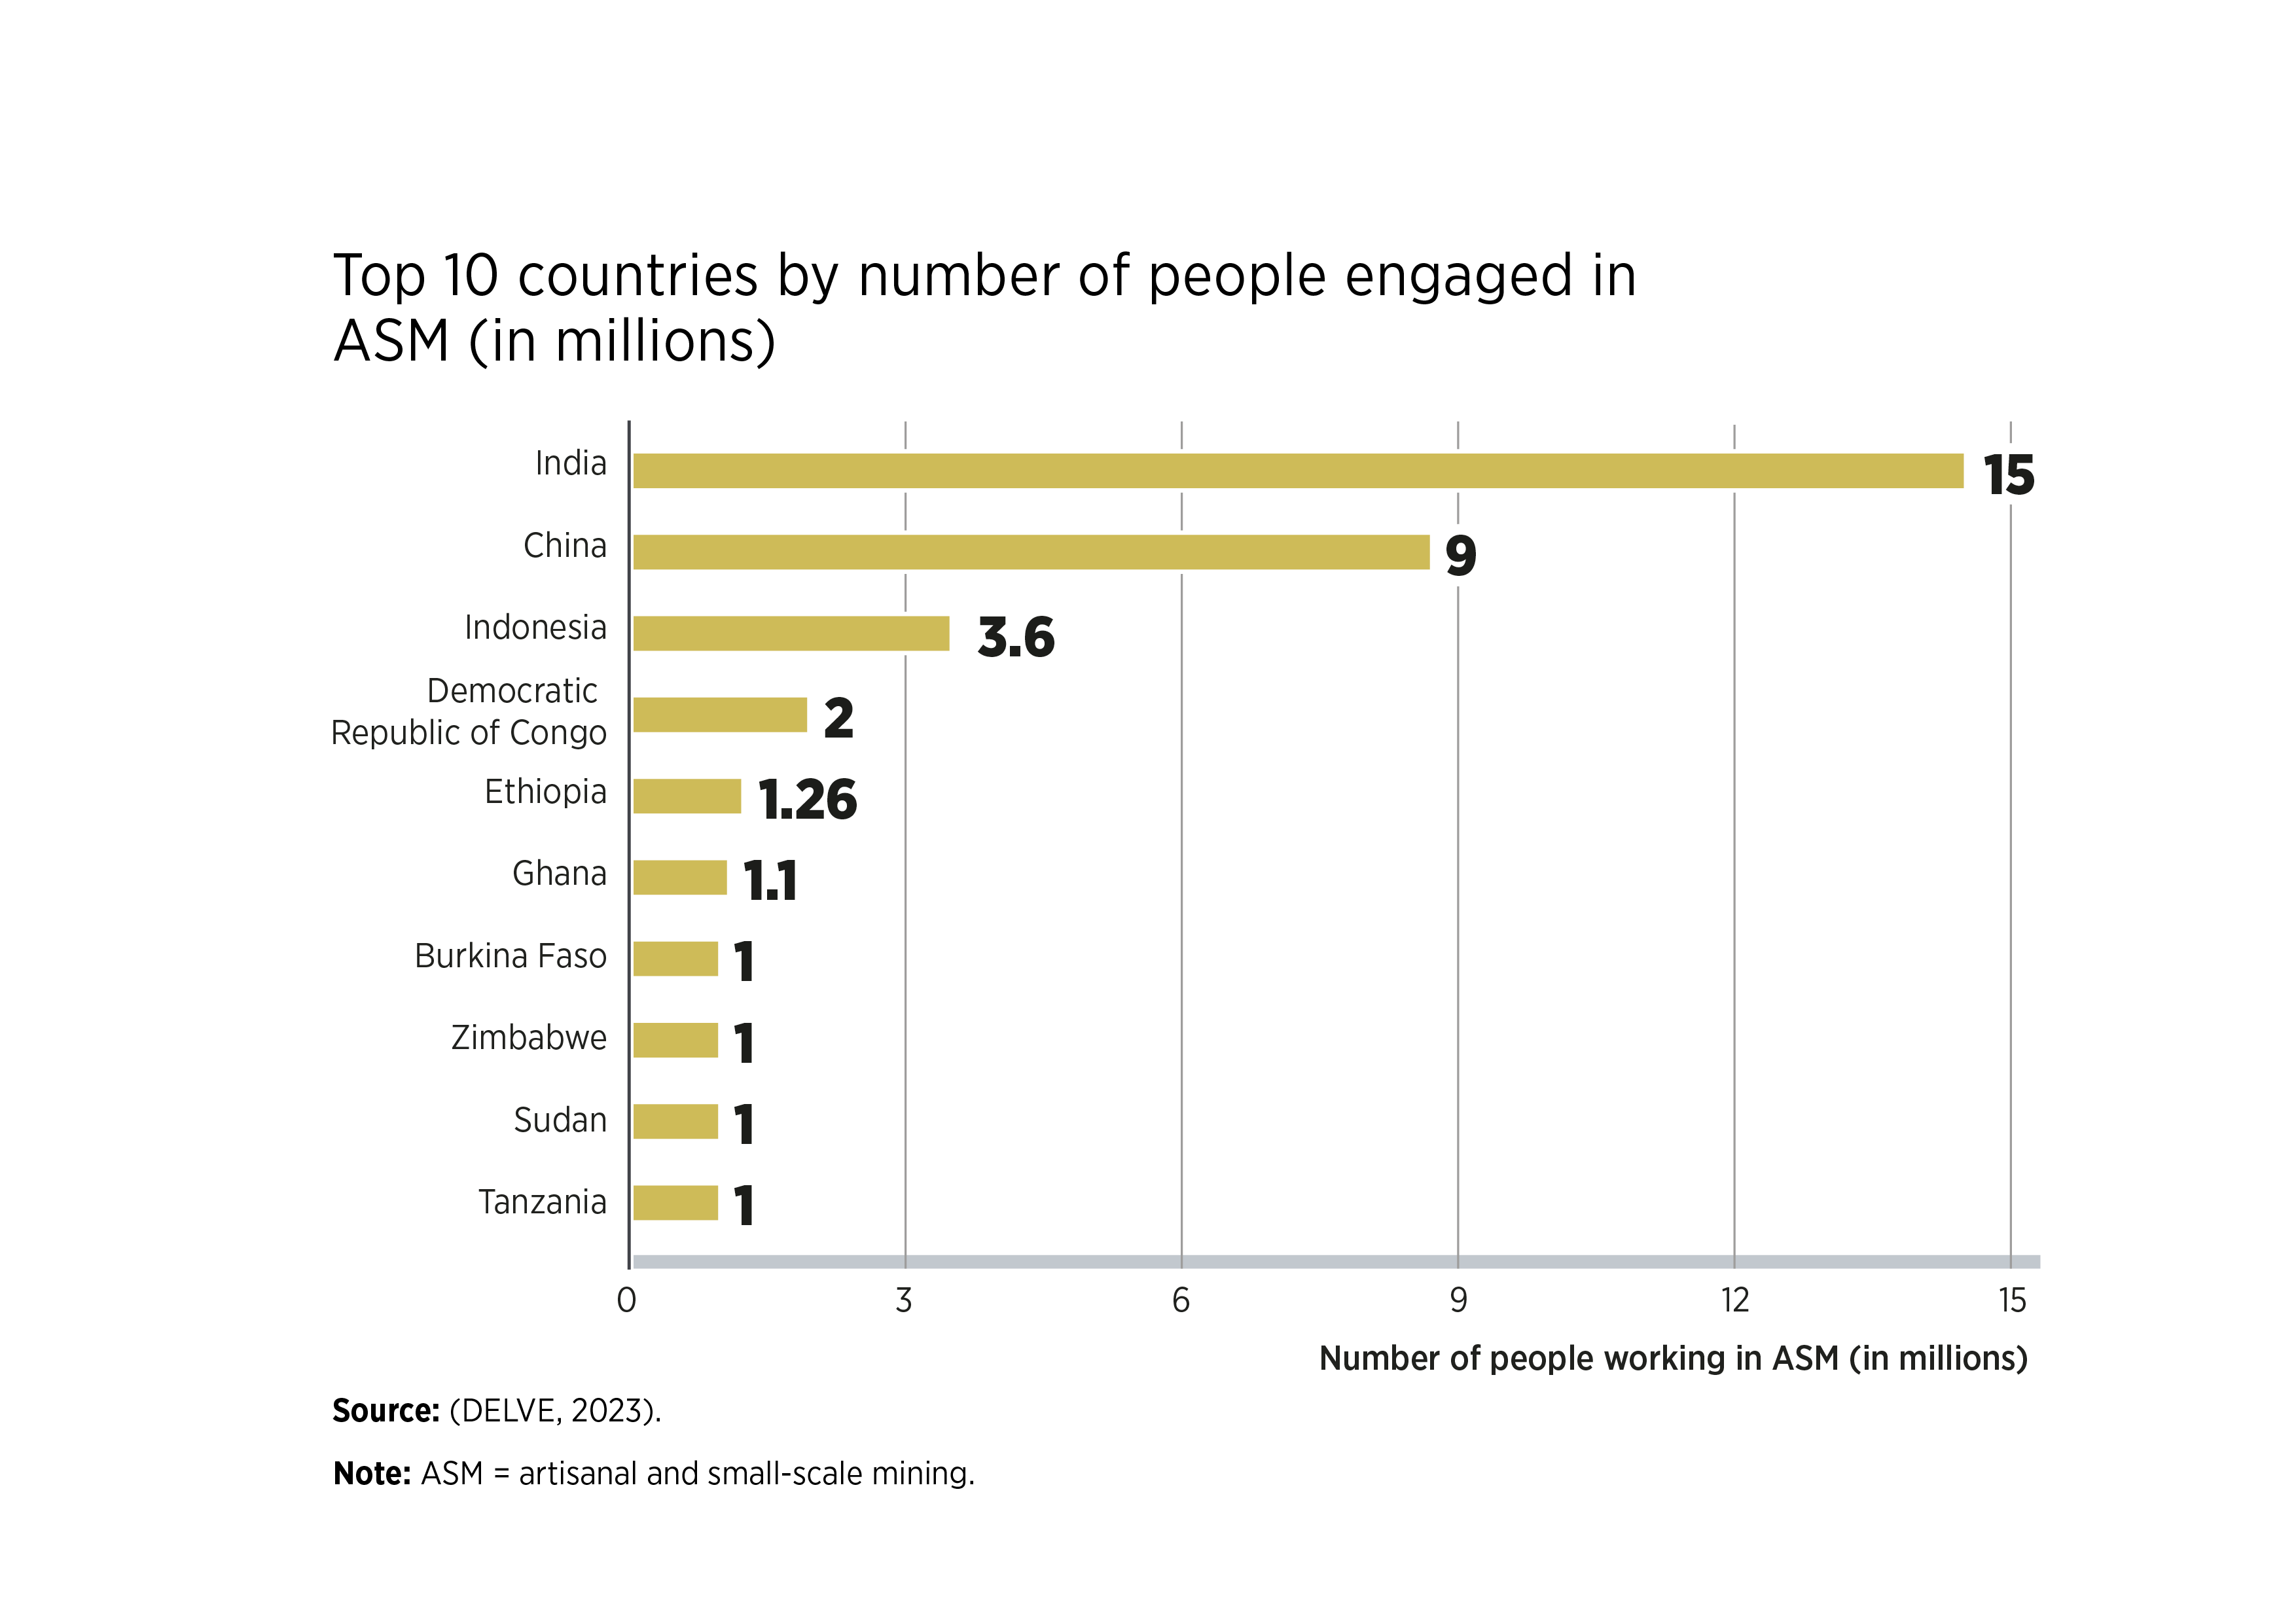 Top 10 countries by number of people engaged in
ASM (in millions)
India
15
China
9
Indonesia
3.6
Democratic
Republic of Congo
2
Ethiopia
1.26
Ghana
1.1
Burkina Faso
1
Zimbabwe
1
Sudan
1
Tanzania
1
0 3 6 9 12 15
Number of people working in ASM (in millions)
Source: (DELVE, 2023).
Note: ASM = artisanal and small-scale mining.